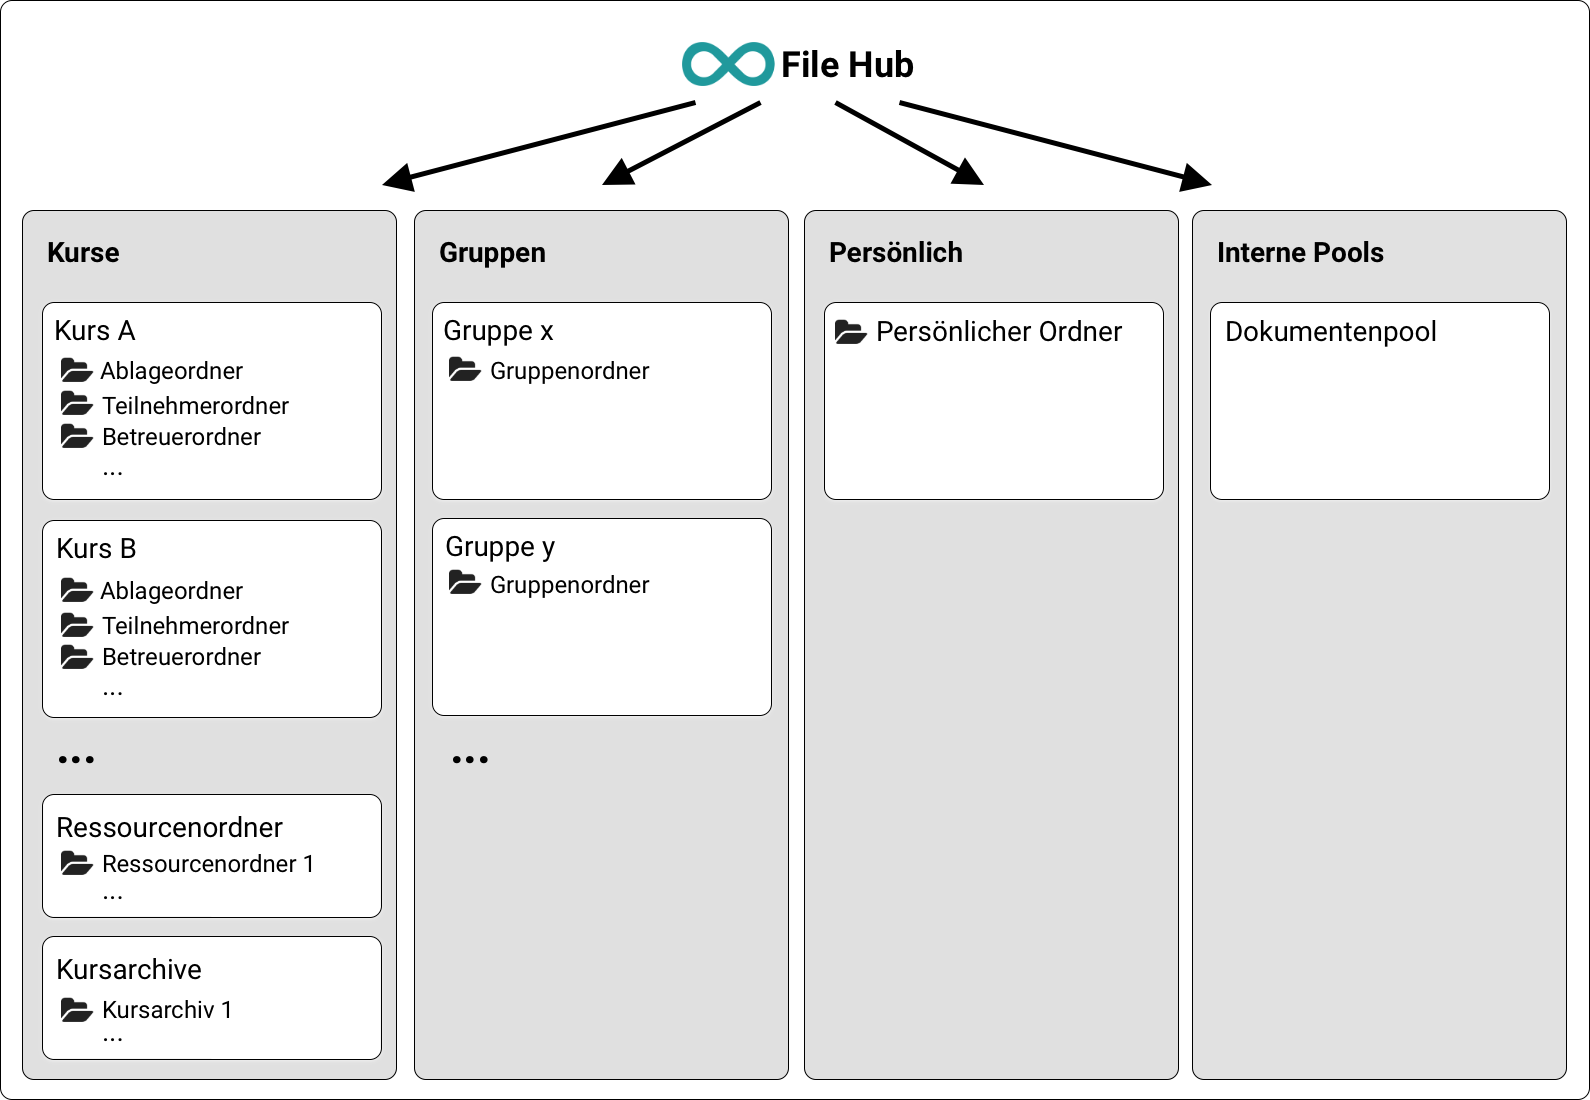 File Hub
Kurse
Kurs A
Ablageordner
Teilnehmerordner
Betreuerordner
...
Kurs B
Ablageordner
Teilnehmerordner
Betreuerordner
...
...
Ressourcenordner
Ressourcenordner 1
...
Kursarchive
Kursarchiv 1
...
Gruppen
Gruppe x
Gruppenordner
Gruppe y
Gruppenordner
...
Persönlich
Persönlicher Ordner
Interne Pools
Dokumentenpool